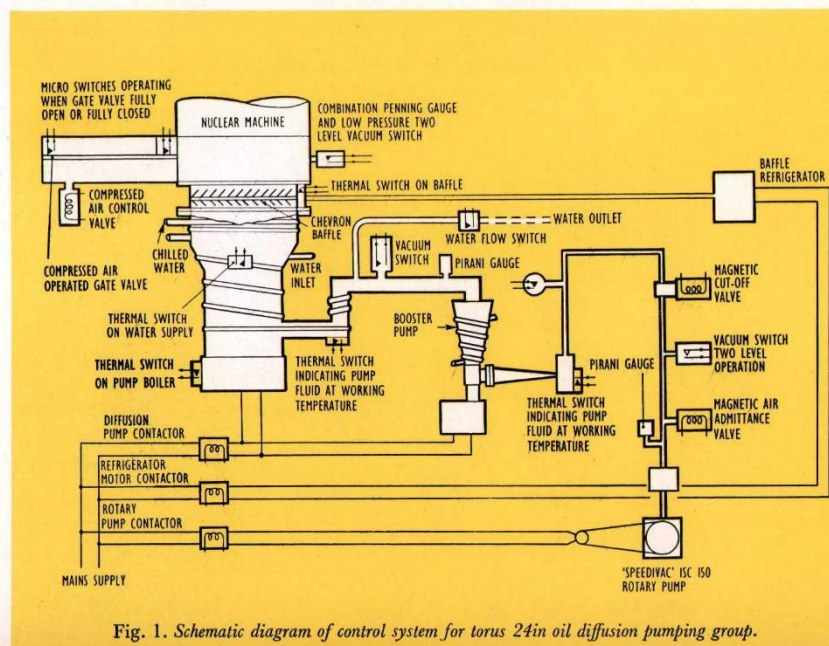 MICRO SWITCHES OPERATING
WHEN GATE VALVE FULLY
OPEN OR FULLY CLOSED
NUCLEAR MACHINE
COMBINATION PENNING GAUGE
AND LOW PRESSURE TWO
LEVEL VACUUM SWITCH
BAFFLE
REFRIGERATOR
THERMAL SWITCH ON BAFFLE
COMPRESSED
AIR CONTROL
VALVE
CHEVRON
BAFFLE
WATER OUTLET
WATER FLOW SWITCH
CHILLED
WATER
VACUUM
SWITCH
PIRANI GAUGE
COMPRESSED AIR
OPERATED GATE VALVE
WATER
INLET
MAGNETIC
CUT-OFF
VALVE
THERMAL SWITCH
ON WATER SUPPLY
BOOSTER
PUMP
VACUUM SWITCH
TWO LEVEL
OPERATION
PIRANI GAUGE
THERMAL SWITCH
ON PUMP BOILER
THERMAL SWITCH
INDICATING PUMP
FLUID AT WORKING
TEMPERATURE
THERMAL SWITCH
INDICATING PUMP
FLUID AT WORKING
TEMPERATURE
MAGNETIC AIR
ADMITTANCE
VALVE
DIFFUSION
PUMP CONTACTOR
REFRIGERATOR
MOTOR CONTACTOR
ROTARY
PUMP CONTACTOR
MAINS SUPPLY
'SPEEDIVAC' ISC 150
ROTARY PUMP
Fig. 1. Schematic diagram of control system for torus 24in oil diffusion pumping group.